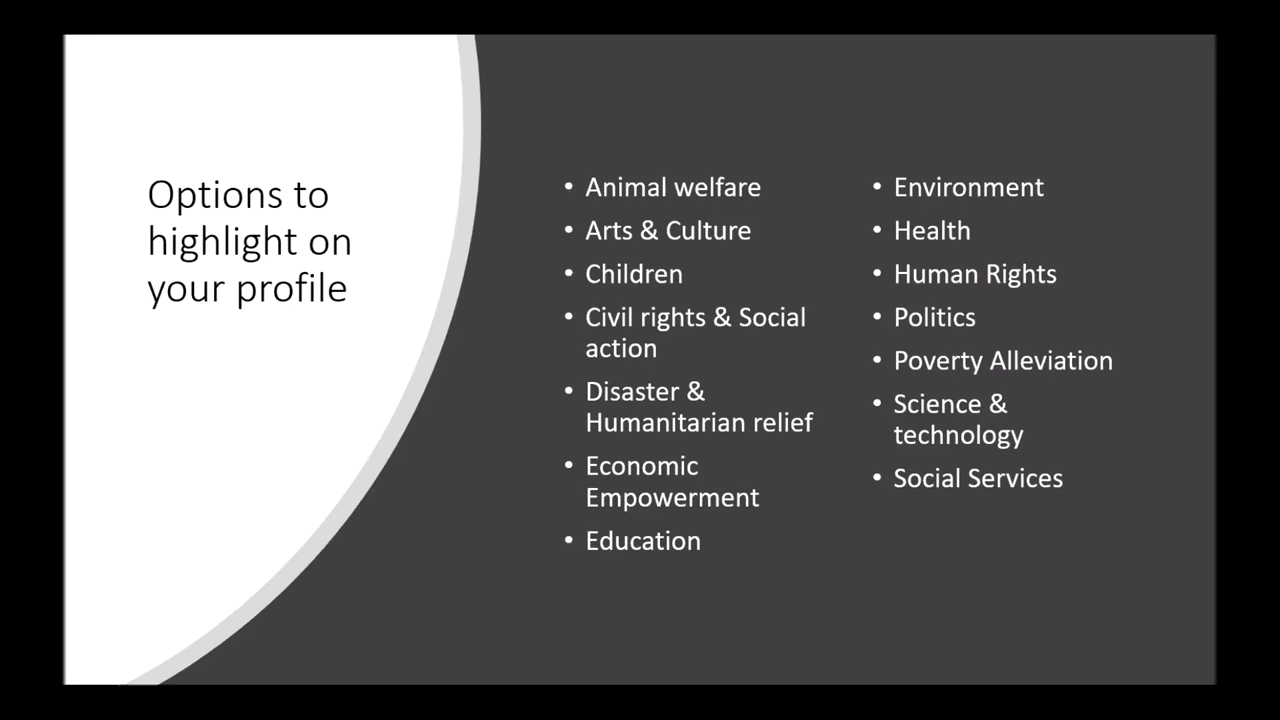 Options to
highlight on
your profile
• Animal welfare
• Arts & Culture
• Children
• Civil rights & Social
action
• Disaster &
Humanitarian relief
• Economic
Empowerment
• Education
• Environment
• Health
• Human Rights
• Politics
• Poverty Alleviation
• Science &
technology
• Social Services